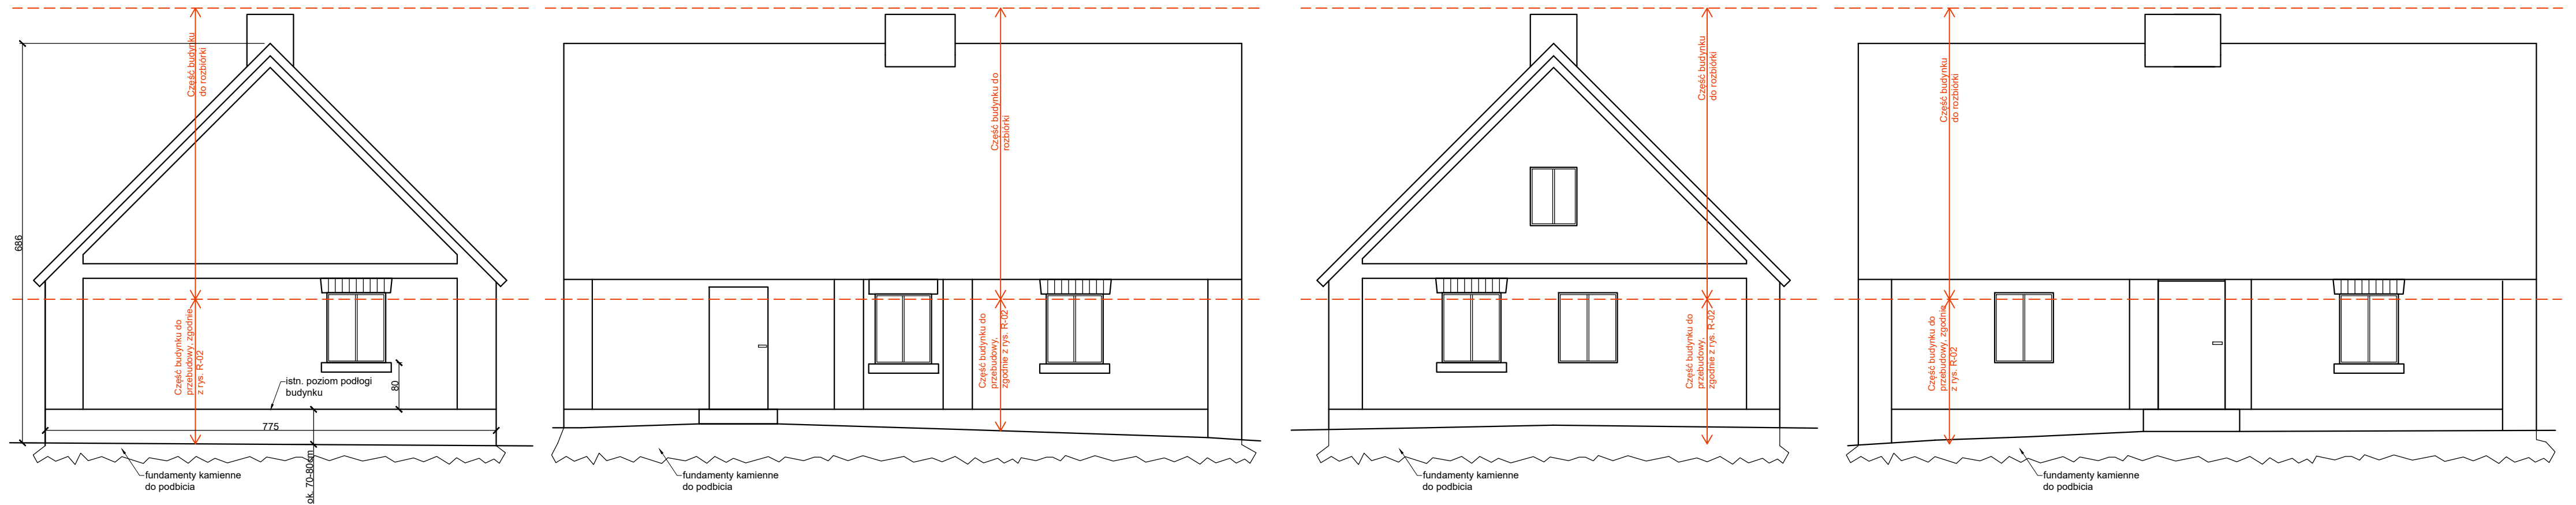 686
Część budynku
do rozbiórki
Część budynku do
przebudowy, zgodnie
z rys. R-02
istn. poziom podłogi
budynku
80
775
ok. 70-80cm
fundamenty kamienne
do podbicia
Część budynku do
rozbiórki
Część budynku do
przebudowy,
zgodnie z rys. R-02
fundamenty kamienne
do podbicia
Część budynku
do rozbiórki
Część budynku do
przebudowy,
zgodnie z rys. R-02
fundamenty kamienne
do podbicia
Część budynku
do rozbiórki
Część budynku do
przebudowy, zgodnie
z rys. R-02
fundamenty kamienne
do podbicia